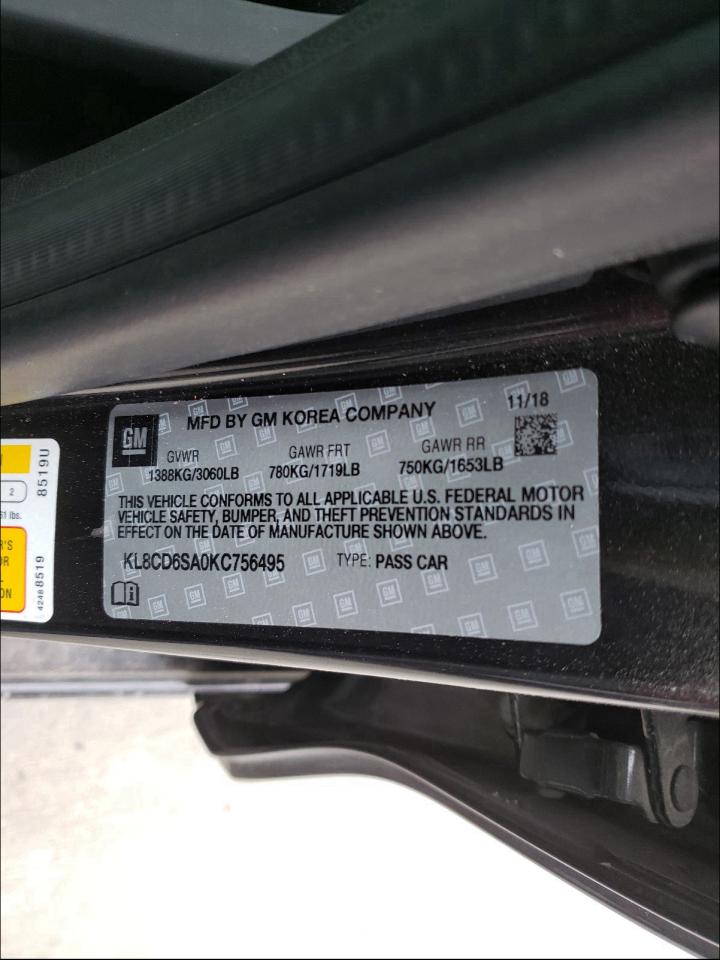 GM
MFD BY GM KOREA COMPANY
11/18
GVWR
GAWR FRT
GAWR RR
1388KG/3060LB
780KG/1719LB
750KG/1653LB
THIS VEHICLE CONFORMS TO ALL APPLICABLE U.S. FEDERAL MOTOR
VEHICLE SAFETY, BUMPER, AND THEFT PREVENTION STANDARDS IN
EFFECT ON THE DATE OF MANUFACTURE SHOWN ABOVE.
KL8CD6SA0KC756495
TYPE: PASS CAR
8519U
2
lbs.
42488519